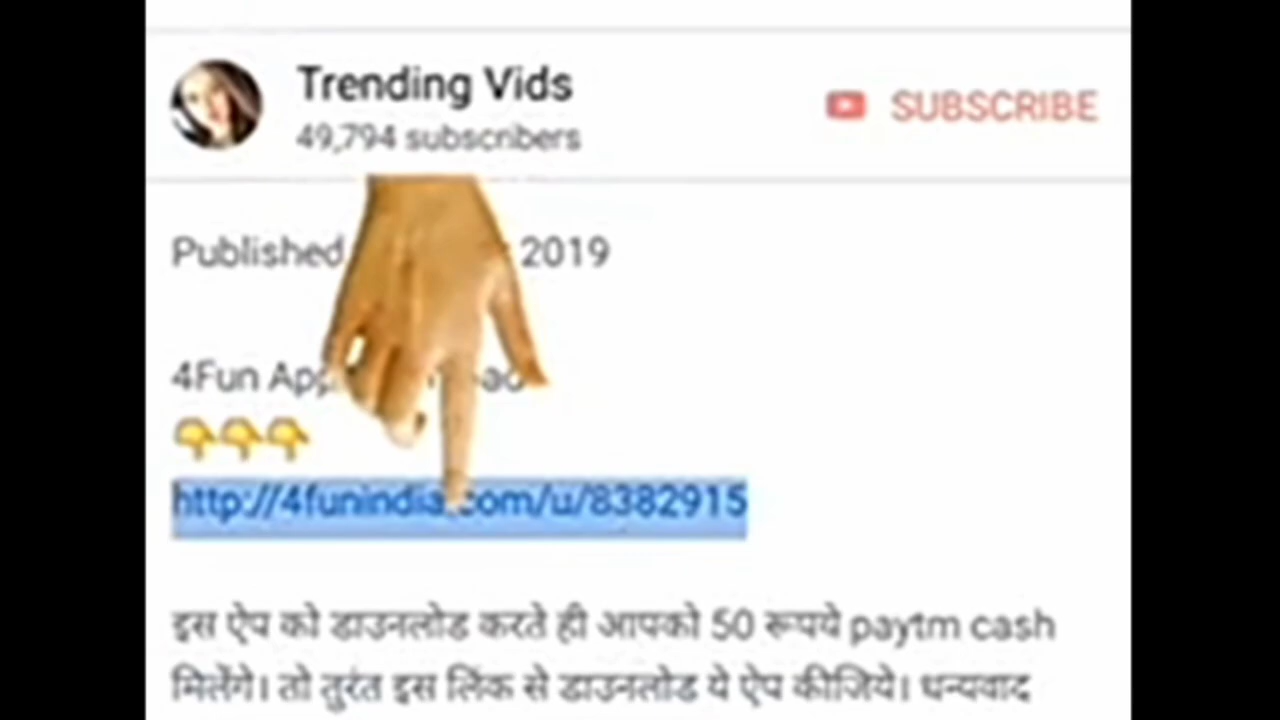 Trending Vids
SUBSCRIBE
49,794 subscribers
Published 2019
4Fun
👇👇👇
http://4funindia.com/u/8382915
इस ऐप को डाउनलोड करते ही आपको 50 रूपये paytm cash
मिलेंगे। तो तुरंत इस लिंक से डाउनलोड ये ऐप कीजिये। धन्यवाद